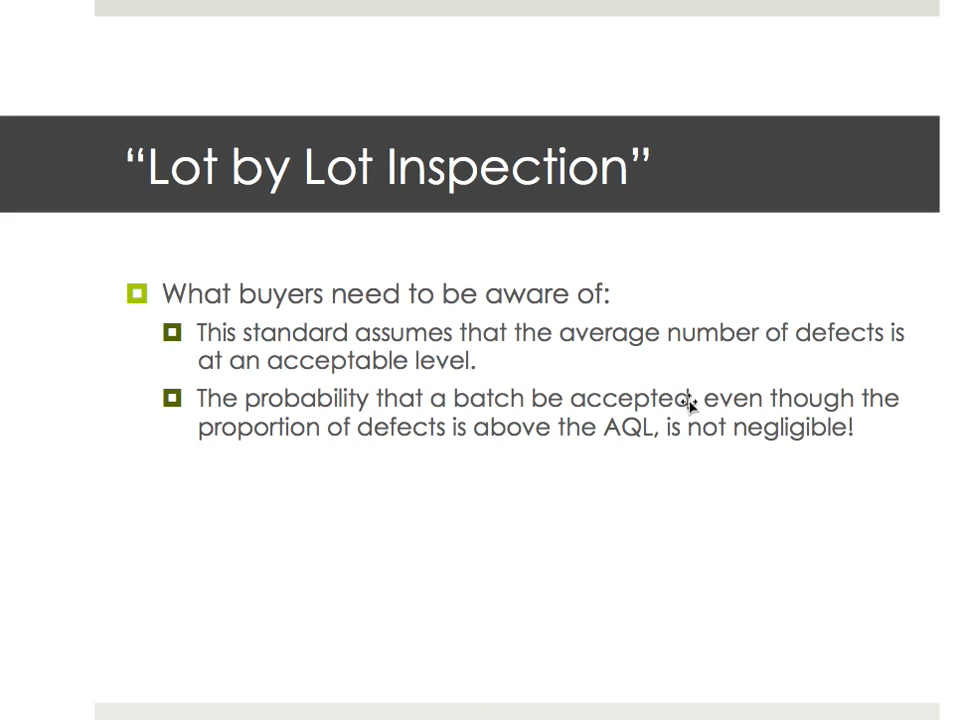 “Lot by Lot Inspection”
What buyers need to be aware of:
This standard assumes that the average number of defects is
at an acceptable level.
The probability that a batch be accepted, even though the
proportion of defects is above the AQL, is not negligible!